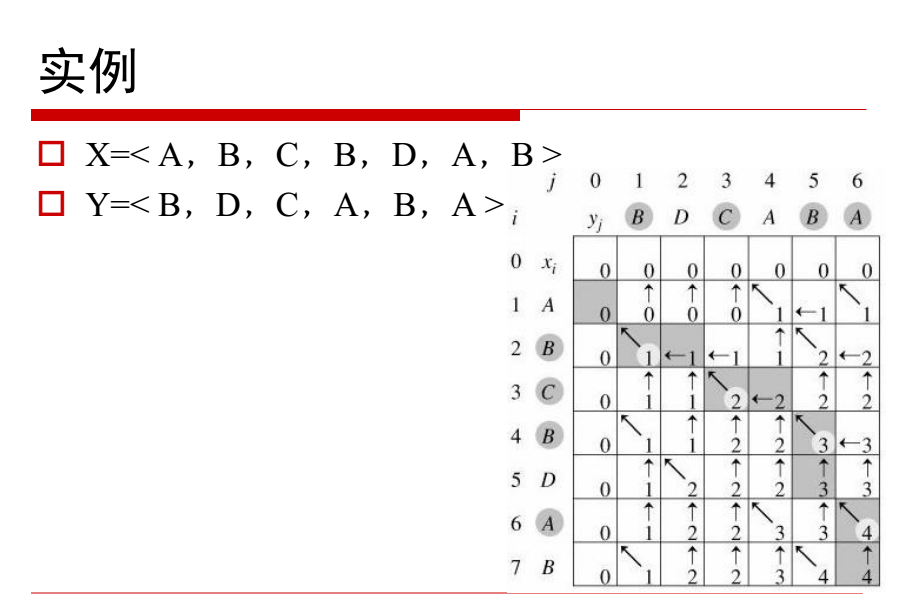 实例
X=< A，B，C，B，D，A，B >
Y=< B，D，C，A，B，A >
j 0 1 2 3 4 5 6
i yj B D C A B A
0 xi 0 0 0 0 0 0 0
1 A 0 ↑0 ↑0 ↑0 ↖1 ←1 ↖1
2 B 0 ↖1 ←1 ←1 ↑1 ↖2 ←2
3 C 0 ↑1 ↑1 ↖2 ←2 ↑2 ↑2
4 B 0 ↖1 ↑1 ↑2 ↑2 ↖3 ←3
5 D 0 ↑1 ↖2 ↑2 ↑2 ↑3 ↑3
6 A 0 ↑1 ↑2 ↑2 ↖3 ↑3 ↖4
7 B 0 ↖1 ↑2 ↑2 ↑3 ↖4 ↑4